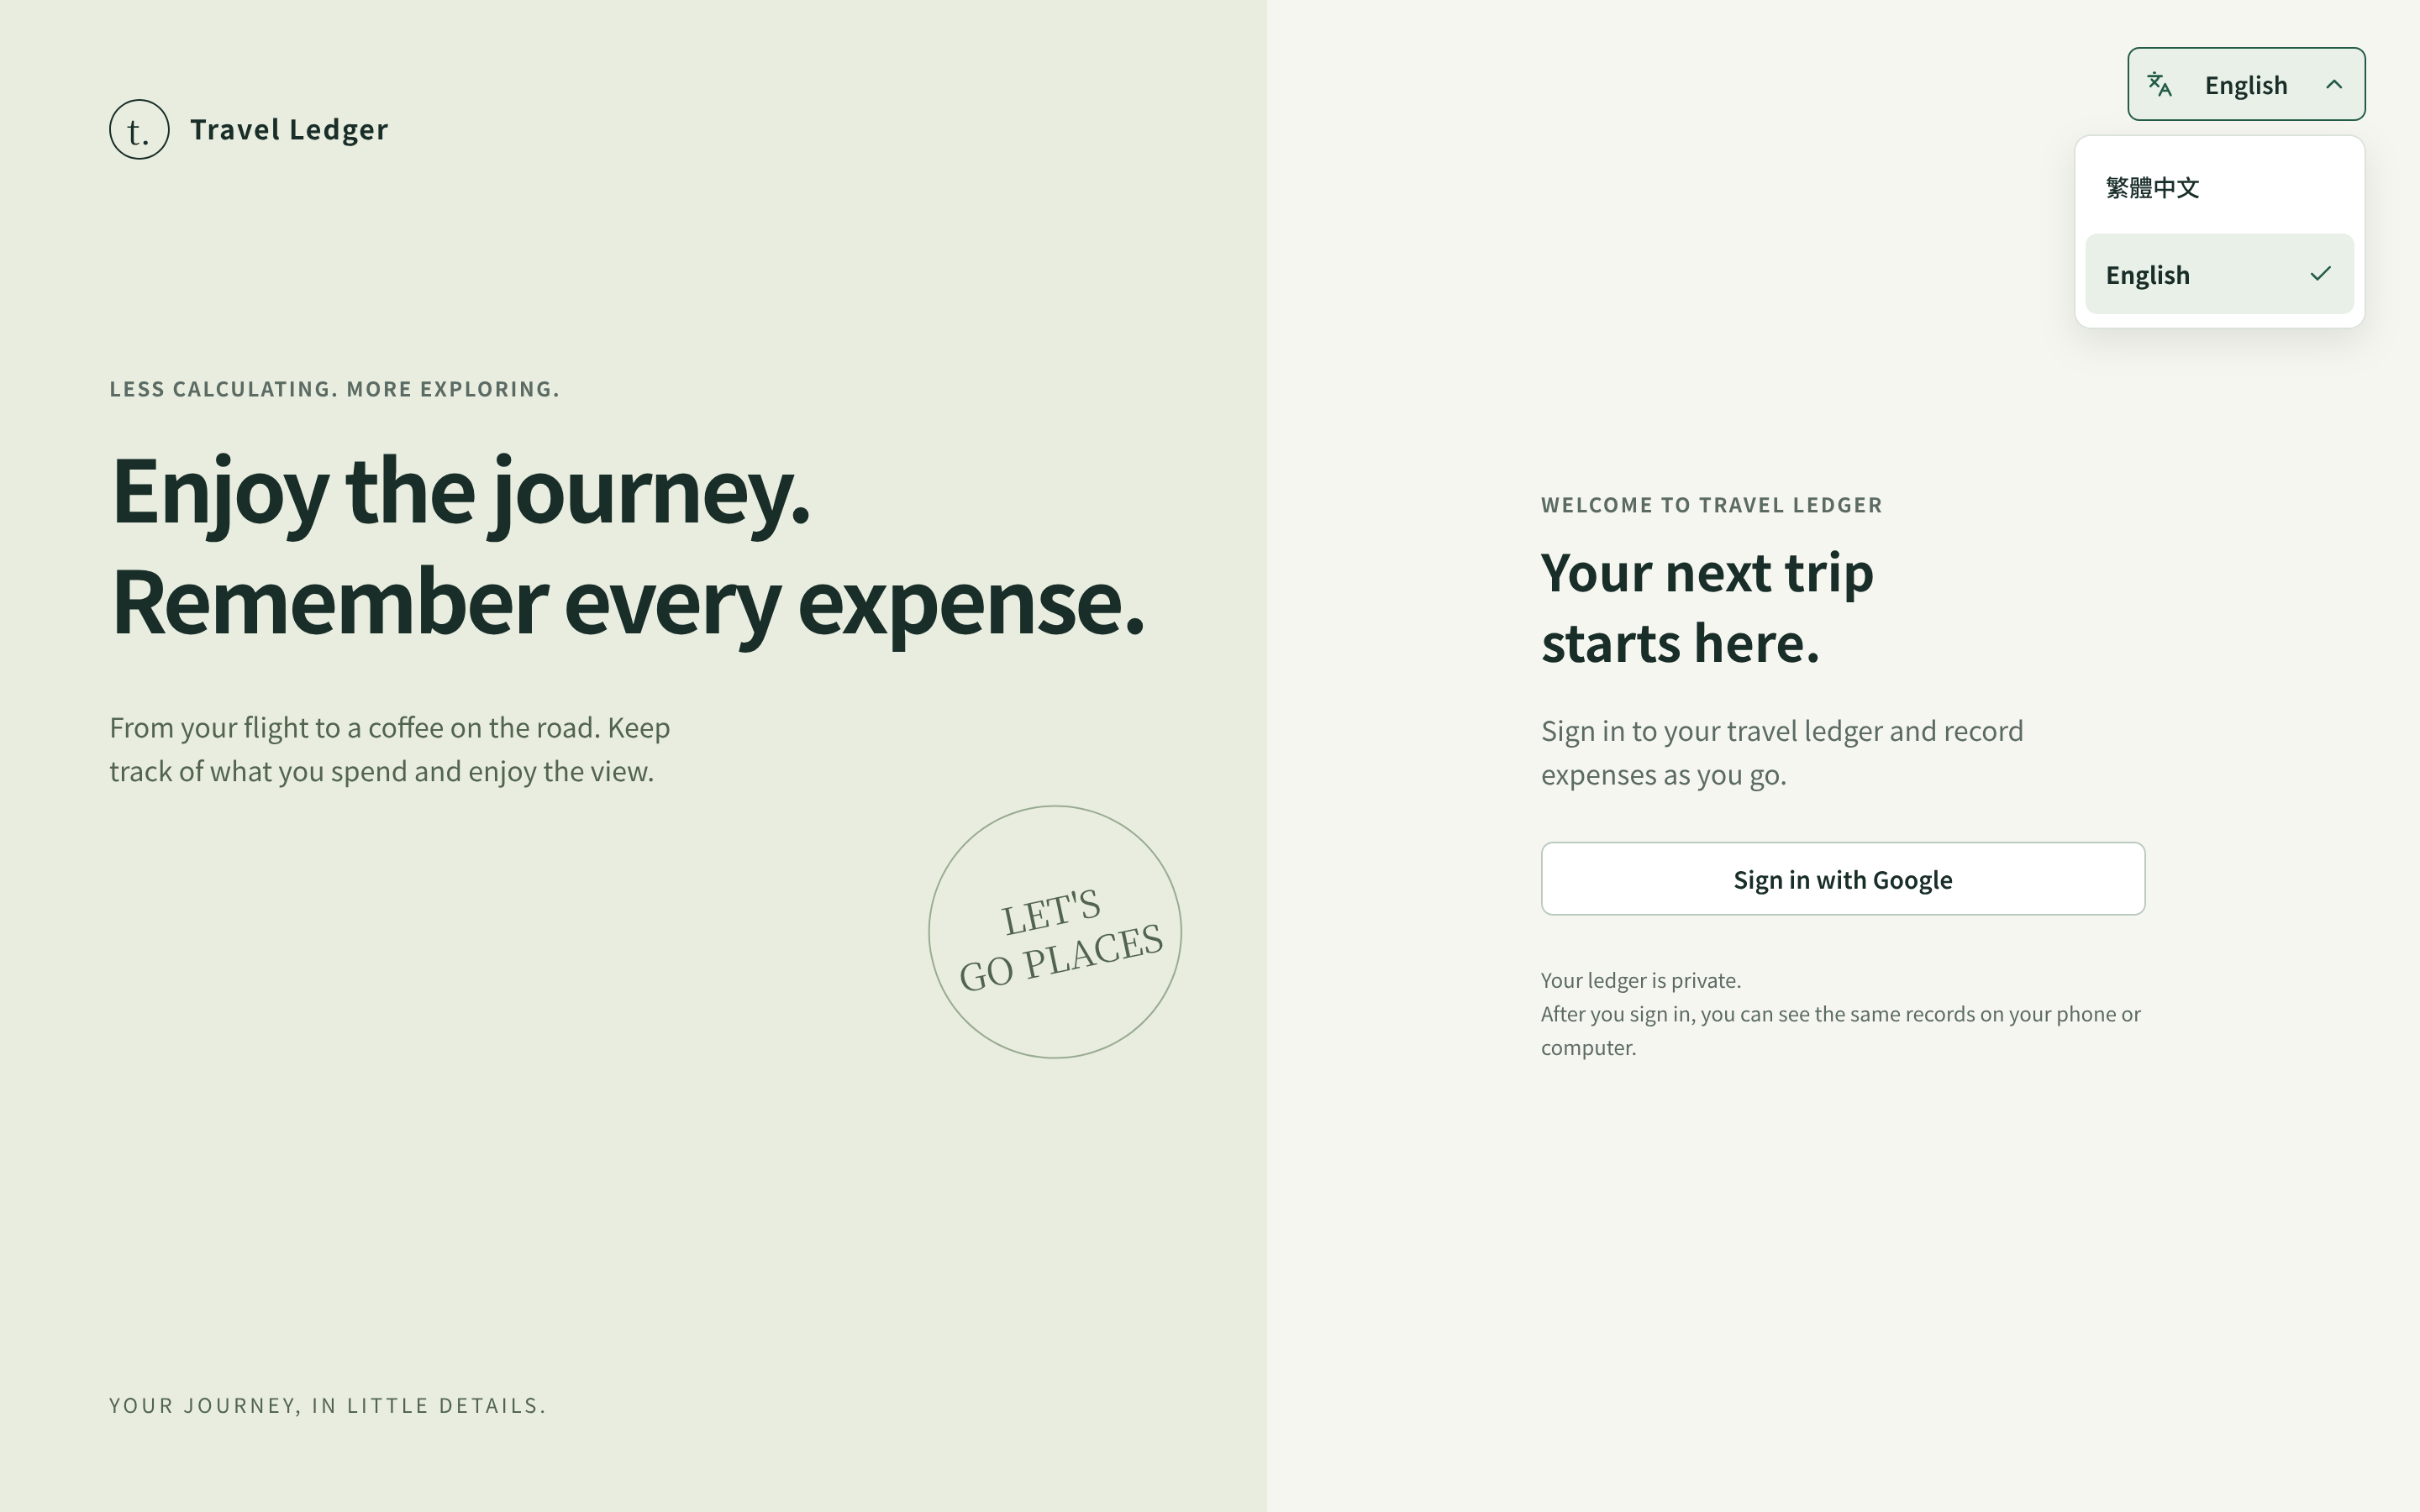 t.
Travel Ledger
LESS CALCULATING. MORE EXPLORING.
Enjoy the journey.
Remember every expense.
From your flight to a coffee on the road. Keep
track of what you spend and enjoy the view.
LET'S
GO PLACES
YOUR JOURNEY, IN LITTLE DETAILS.
English
繁體中文
English
WELCOME TO TRAVEL LEDGER
Your next trip
starts here.
Sign in to your travel ledger and record
expenses as you go.
Sign in with Google
Your ledger is private.
After you sign in, you can see the same records on your phone or
computer.